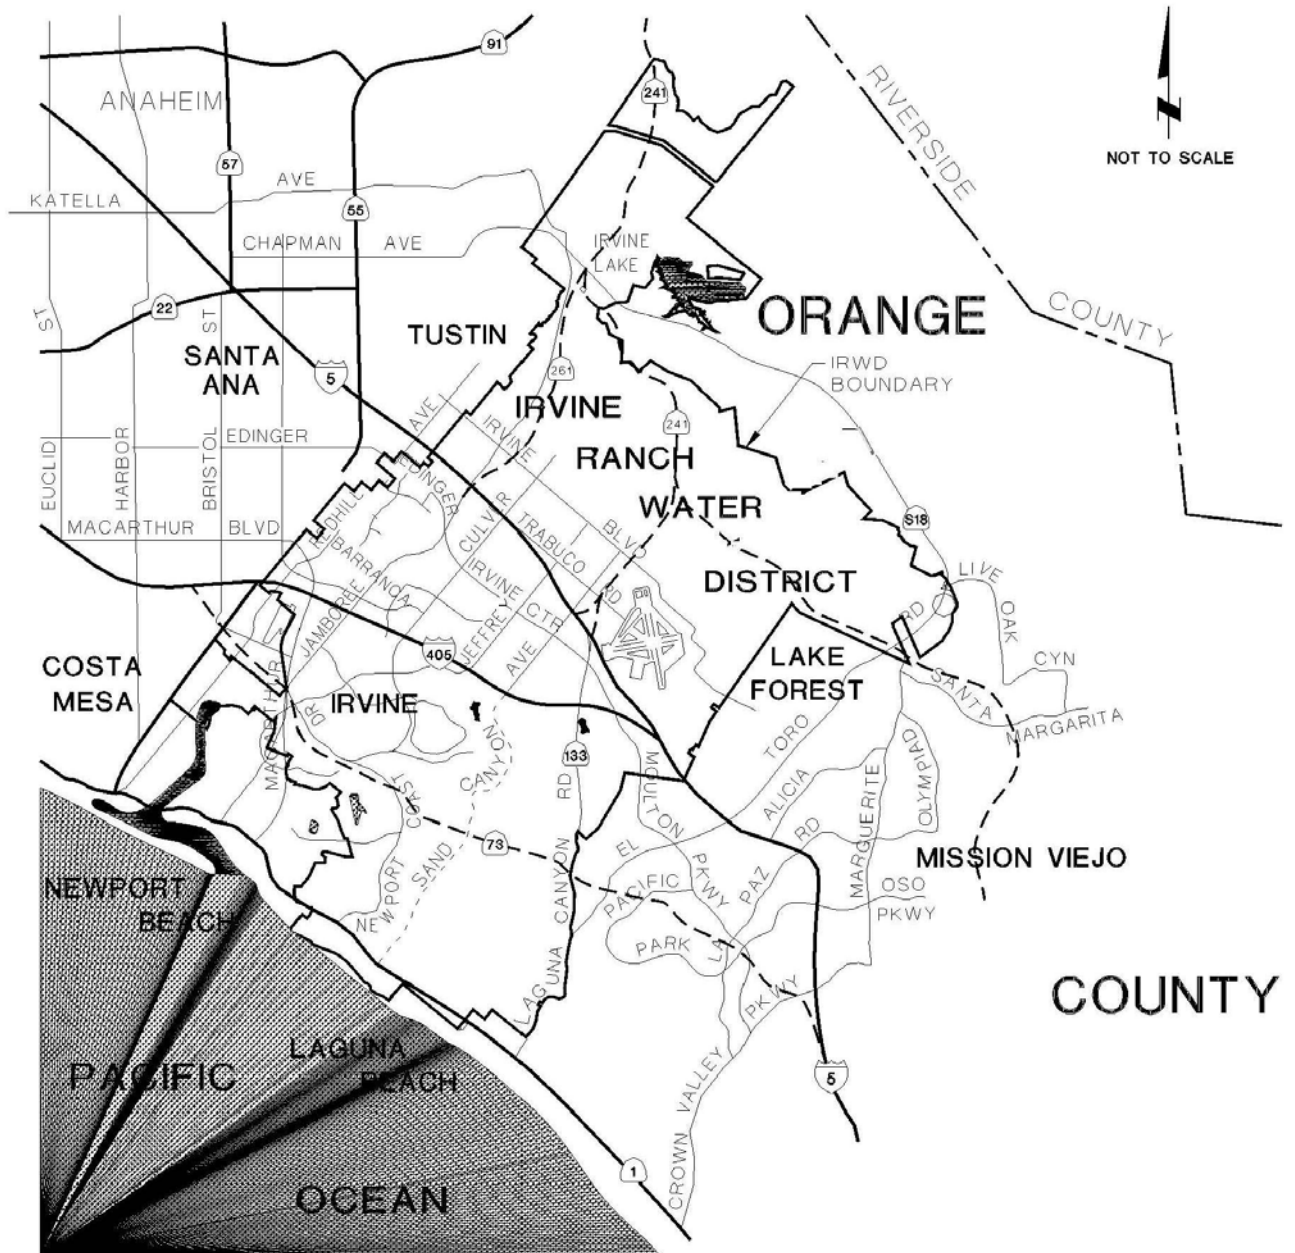 91
241
ANAHEIM
RIVERSIDE
NOT TO SCALE
57
AVE
KATELLA
55
CHAPMAN AVE
IRVINE
LAKE
ORANGE
COUNTY
22
ST
ST
TUSTIN
SANTA
ANA
5
261
IRWD
BOUNDARY
IRVINE
AVE
IRVINE
241
EDINGER
RANCH
EUCLID
HARBOR
BRISTOL
EDINGER
WATER
REDHILL
CULVER
MACARTHUR BLVD
TRABUCO
BLVD
S18
BARRANCA
IRVINE
LIVE
DISTRICT
RD
RD
OAK
JAMBOREE
CTR
JEFFREY
405
AVE
COSTA
MESA
LAKE
FOREST
CYN
SANTA
MARGARITA
MACARTHUR
DR
IRVINE
CANYON
133
TORO
MOULTON
OLYMPIAD
ALICIA
COAST
RD
MARGUERITE
RD
73
EL
SAND
MISSION VIEJO
NEWPORT
BEACH
NEWPORT
CANYON
PACIFIC
PKWY
PAZ
OSO
PKWY
PARK
LA
LAGUNA
PKWY
COUNTY
LAGUNA
BEACH
PACIFIC
5
VALLEY
CROWN
1
OCEAN